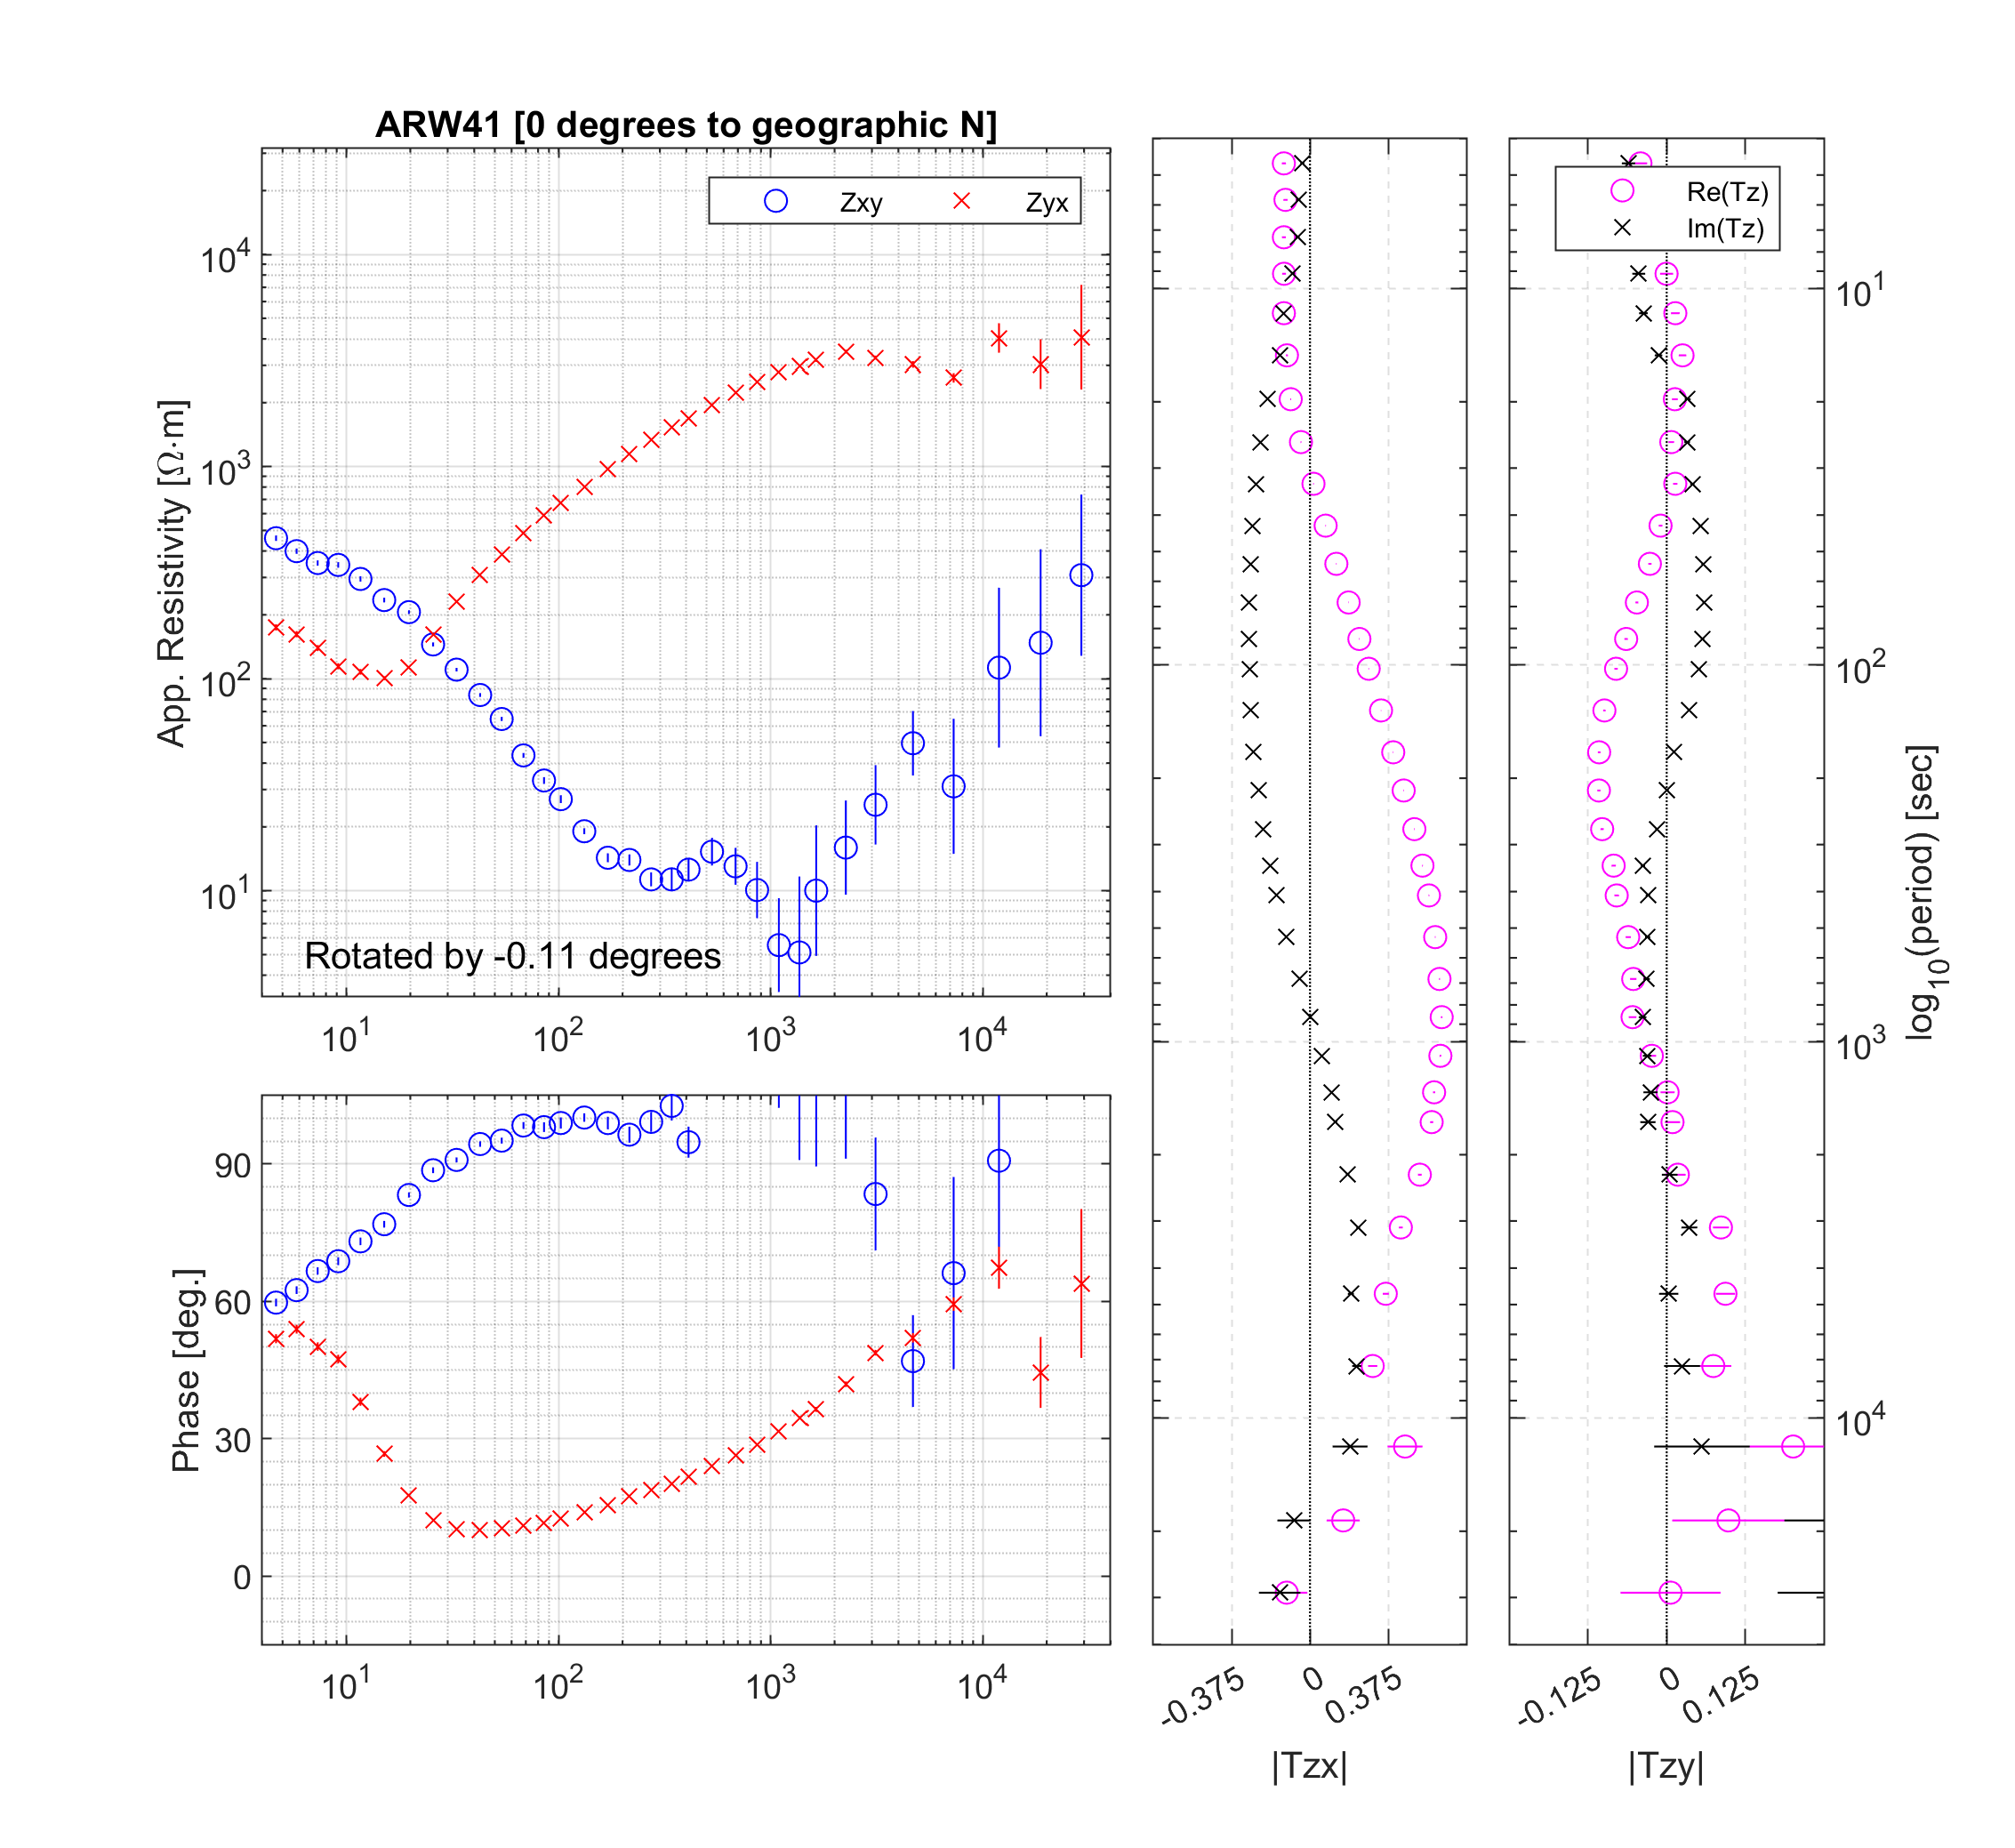 ARW41 [0 degrees to geographic N]
Zxy Zyx
App. Resistivity [Ω·m]
10^4
10^3
10^2
10^1
Rotated by -0.11 degrees
10^1 10^2 10^3 10^4
Phase [deg.]
90
60
30
0
10^1 10^2 10^3 10^4
-0.375 0 0.375
|Tzx|
Re(Tz)
Im(Tz)
-0.125 0 0.125
|Tzy|
10^1
10^2
10^3
10^4
log_10(period) [sec]